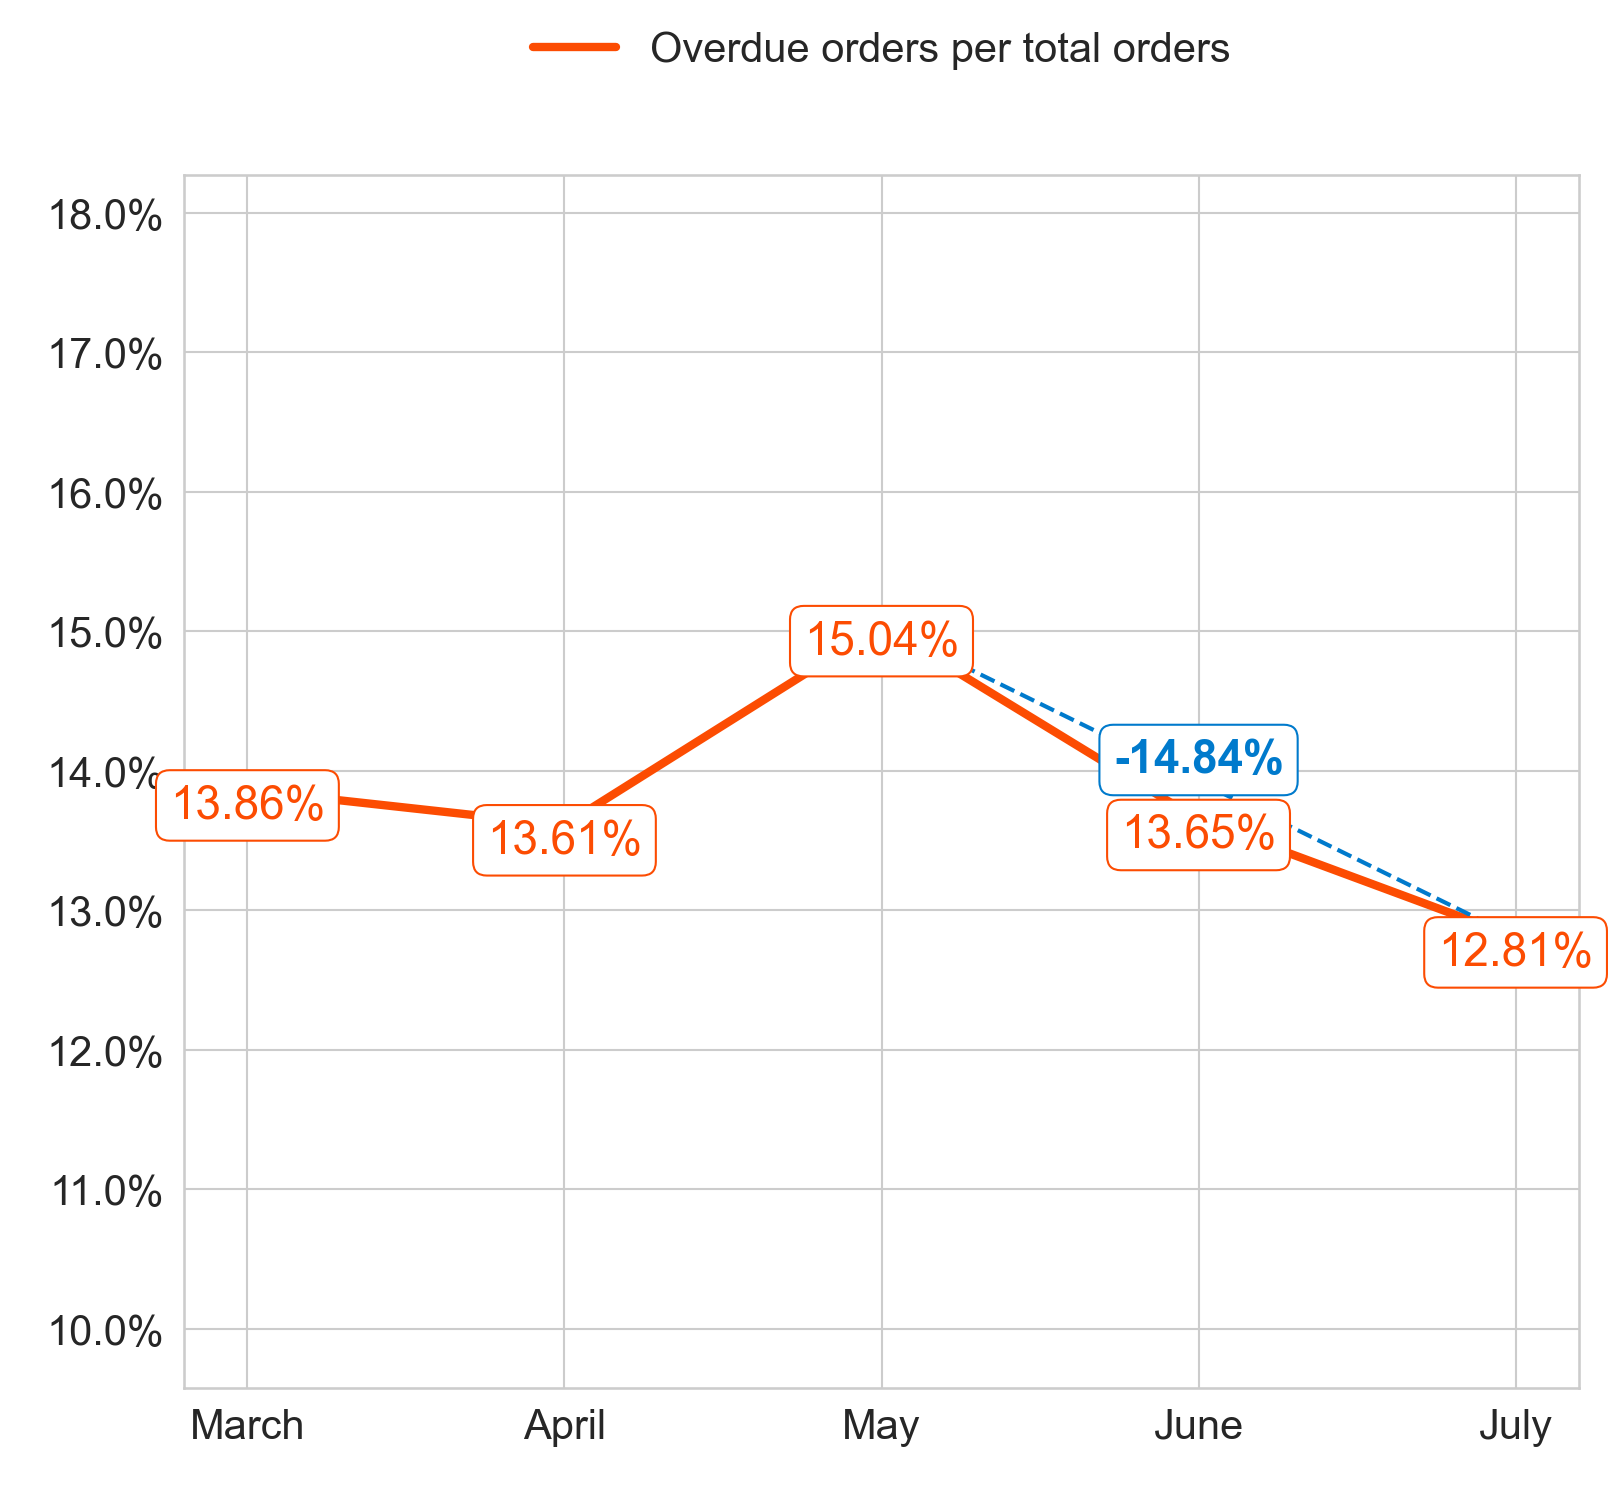 Overdue orders per total orders
18.0%
17.0%
16.0%
15.0%
14.0%
13.0%
12.0%
11.0%
10.0%
13.86%
13.61%
15.04%
-14.84%
13.65%
12.81%
March
April
May
June
July